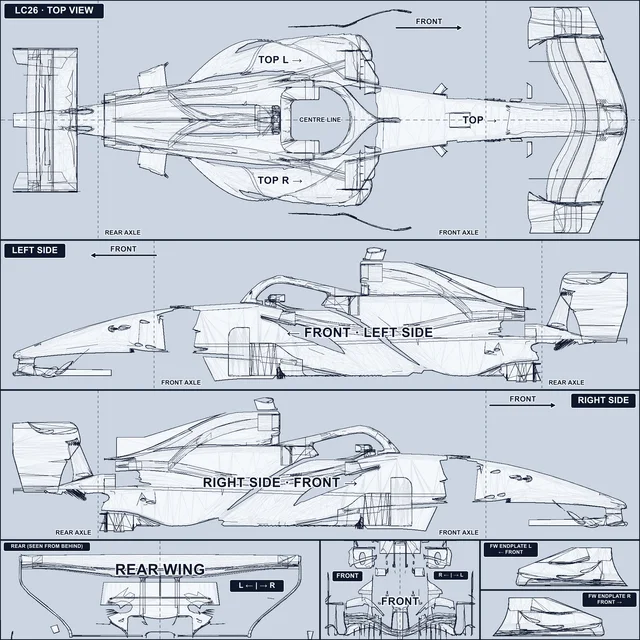 LC26 · TOP VIEW
FRONT
TOP L →
CENTRE-LINE
TOP →
TOP R →
REAR AXLE
FRONT AXLE
LEFT SIDE
FRONT
← FRONT · LEFT SIDE
FRONT AXLE
REAR AXLE
FRONT
RIGHT SIDE
RIGHT SIDE · FRONT →
REAR AXLE
FRONT AXLE
REAR (SEEN FROM BEHIND)
REAR WING
L ← | → R
FRONT
R ← | → L
FRONT
FW ENDPLATE L
← FRONT
FW ENDPLATE R
FRONT →